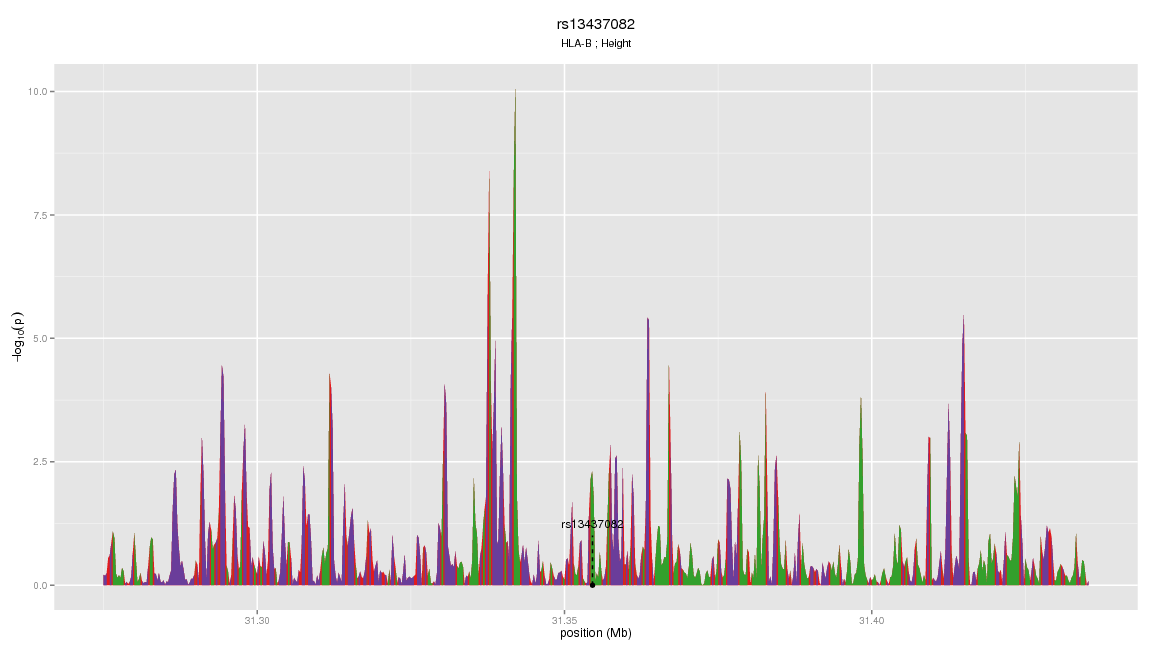 rs13437082
HLA-B ; Height
10.0
7.5
5.0
2.5
0.0
−log10(p)
rs13437082
31.30
31.35
31.40
position (Mb)